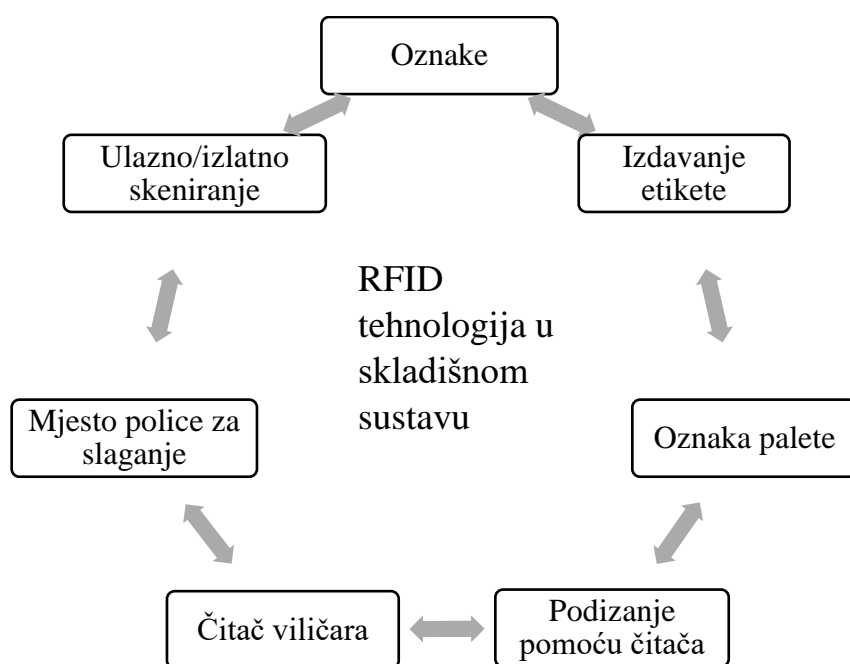 Oznake
Ulazno/izlatno
skeniranje
Izdavanje
etikete
RFID
tehnologija u
skladišnom
sustavu
Mjesto police za
slaganje
Oznaka palete
Čitač viličara
Podizanje
pomoću čitača